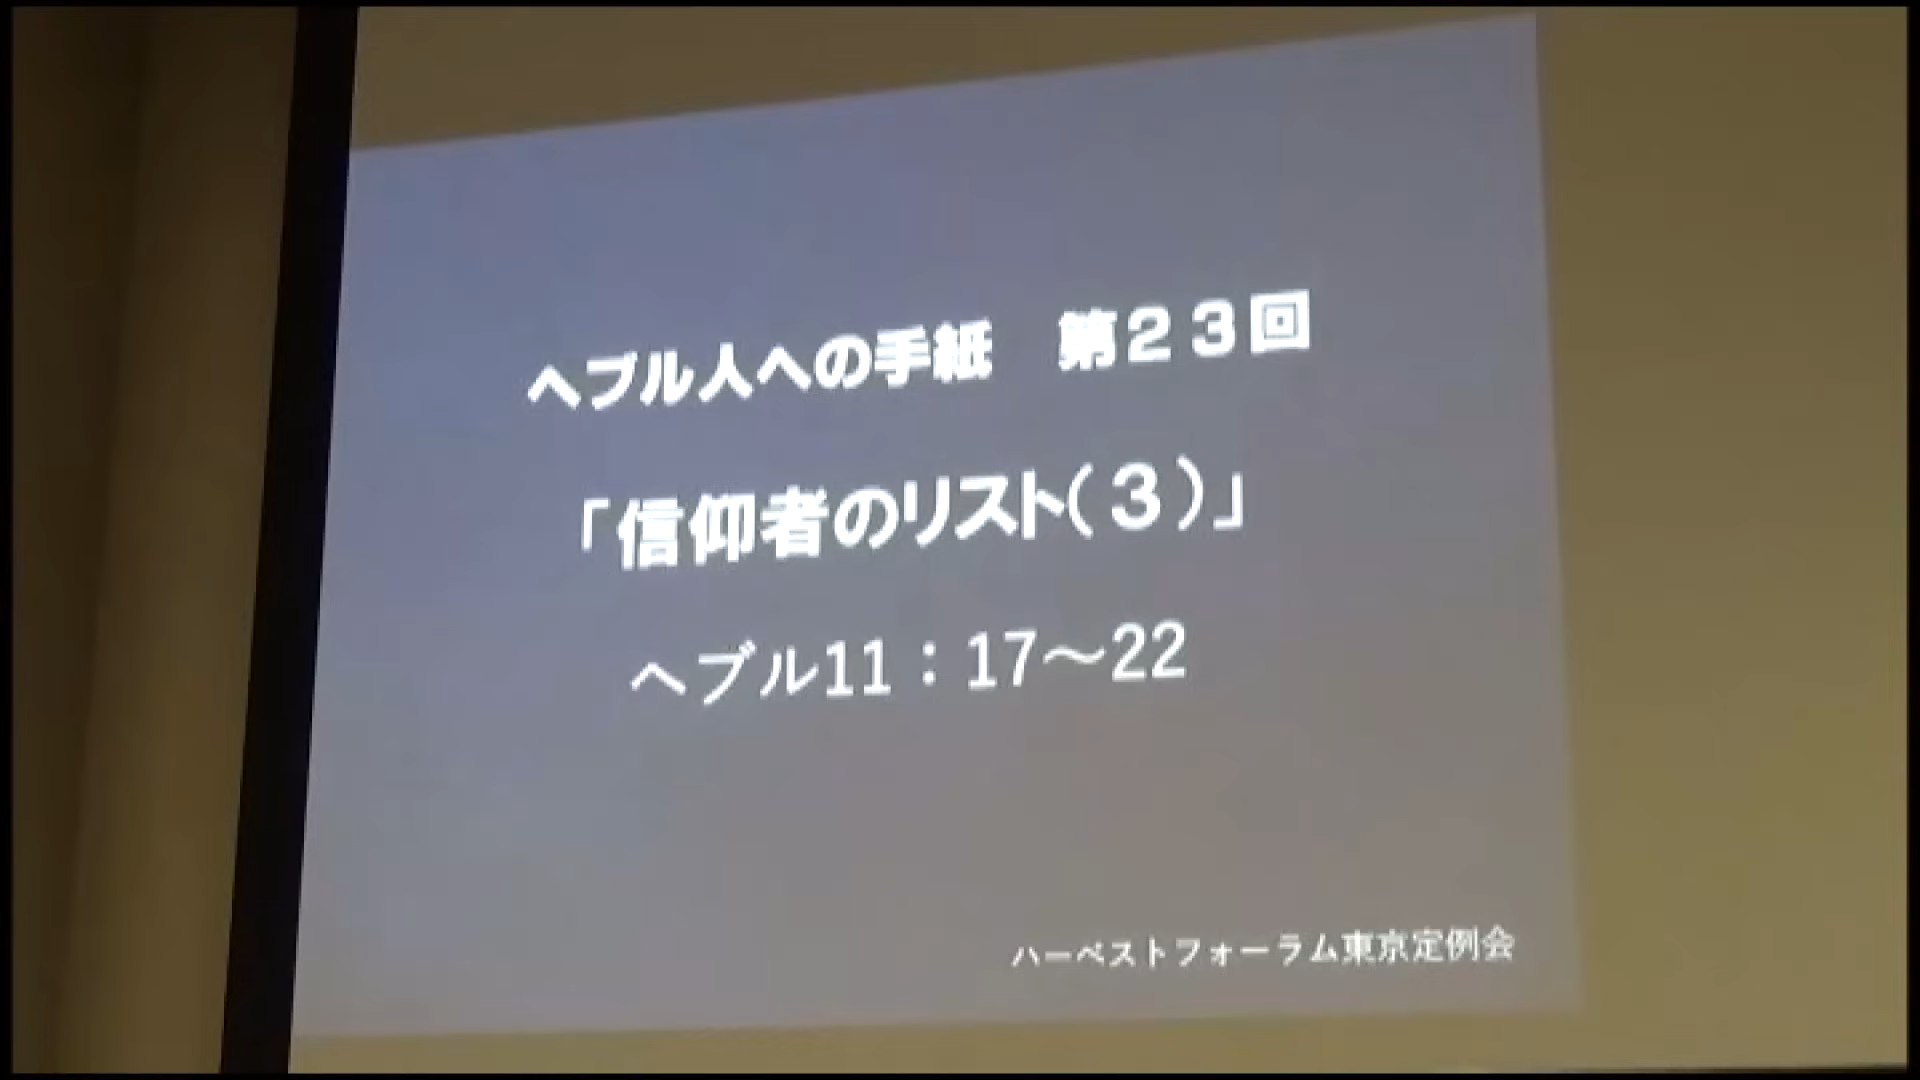 ヘブル人への手紙　第２３回
「信仰者のリスト（３）」
ヘブル11：17～22
ハーベストフォーラム東京定例会